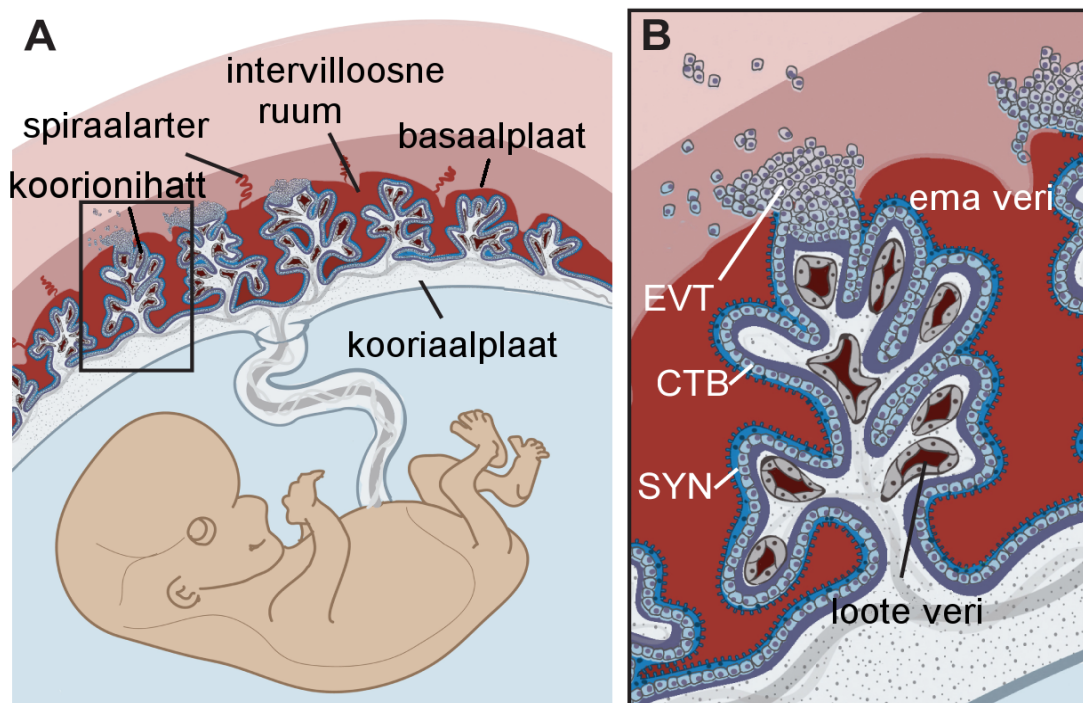 A
intervilloosne
ruum
spiraalarter
basaalplaat
koorionihatt
kooriaalplaat
B
ema veri
EVT
CTB
SYN
loote veri